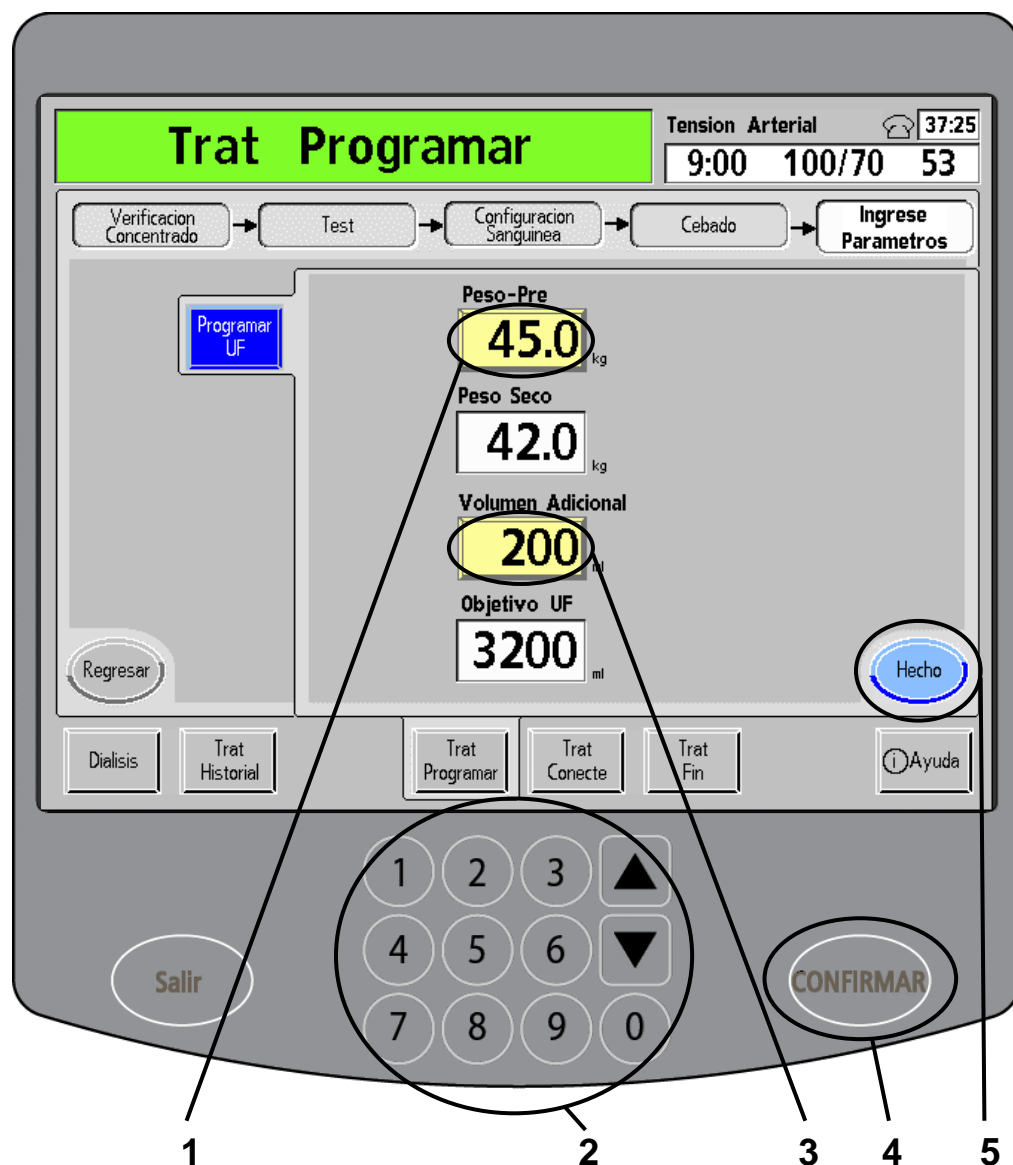 Trat Programar
Tension Arterial 37:25
9:00 100/70 53
Verificacion
Concentrado
Test
Configuracion
Sanguinea
Cebado
Ingrese
Parametros
Programar
UF
Peso-Pre
45.0 kg
Peso Seco
42.0 kg
Volumen Adicional
200 ml
Objetivo UF
3200 ml
Regresar
Hecho
Dialisis
Trat
Historial
Trat
Programar
Trat
Conecte
Trat
Fin
i Ayuda
1 2 3
4 5 6
7 8 9 0
Salir
CONFIRMAR
1 2 3 4 5